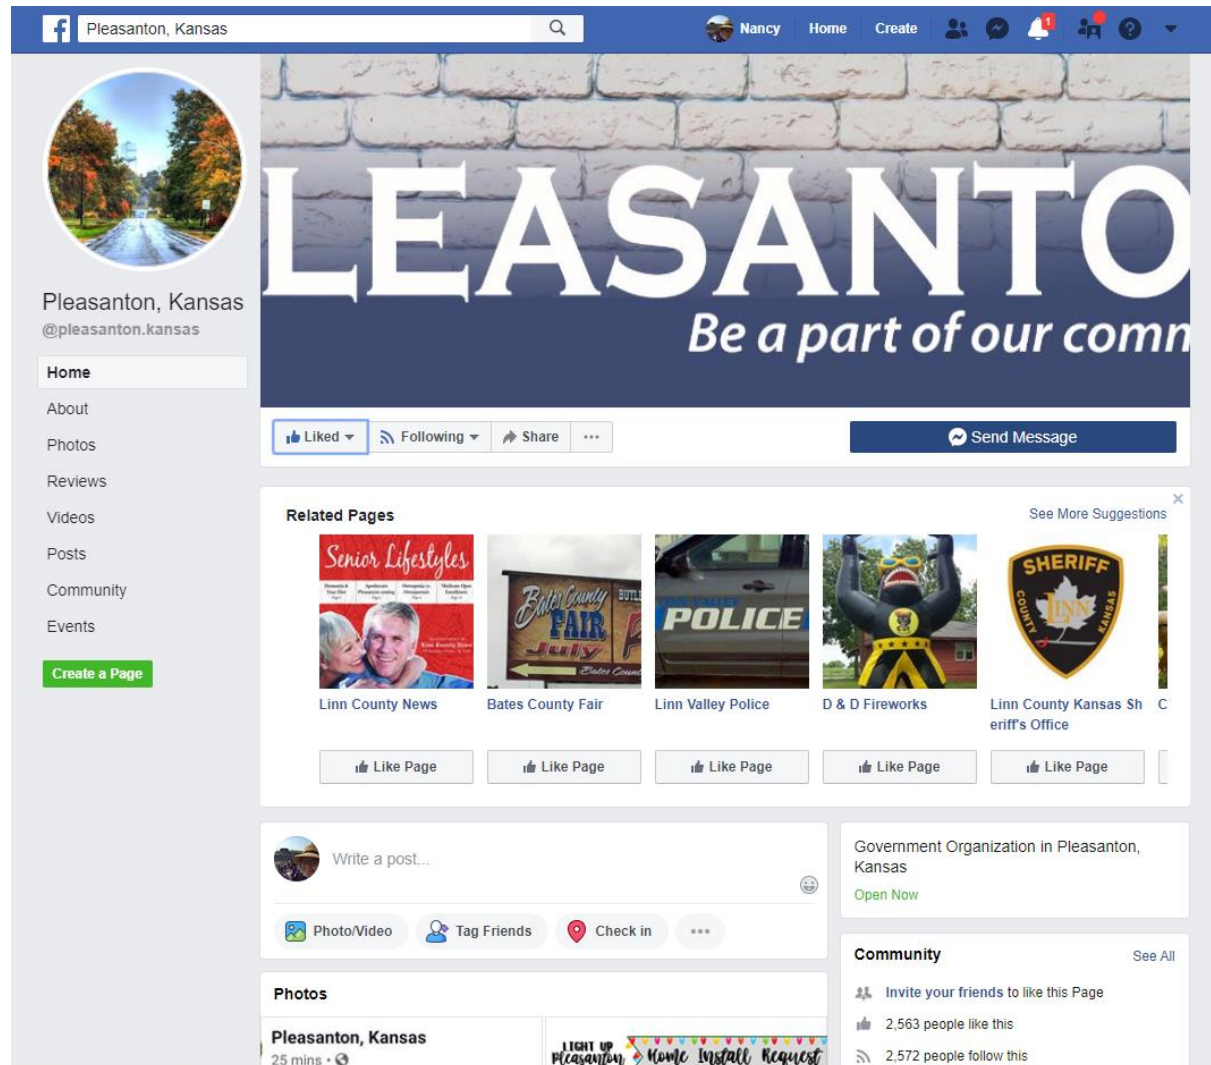 f
Pleasanton, Kansas
Nancy
Home
Create
1
Pleasanton, Kansas
@pleasanton.kansas
Home
About
Photos
Reviews
Videos
Posts
Community
Events
Create a Page
LEASANTO
Be a part of our comm
Liked
Following
Share
Send Message
Related Pages
See More Suggestions
Senior Lifestyles
Linn County News
Like Page
Bates County
FAIR
July
Bates County Fair
Like Page
POLICE
Linn Valley Police
Like Page
D & D Fireworks
Like Page
SHERIFF
LINN
COUNTY
KANSAS
Linn County Kansas Sh
eriff's Office
Like Page
C
Write a post...
Photo/Video
Tag Friends
Check in
Photos
Pleasanton, Kansas
25 mins
LIGHT UP
Pleasanton
Home Install Request
Government Organization in Pleasanton,
Kansas
Open Now
Community
See All
Invite your friends to like this Page
2,563 people like this
2,572 people follow this